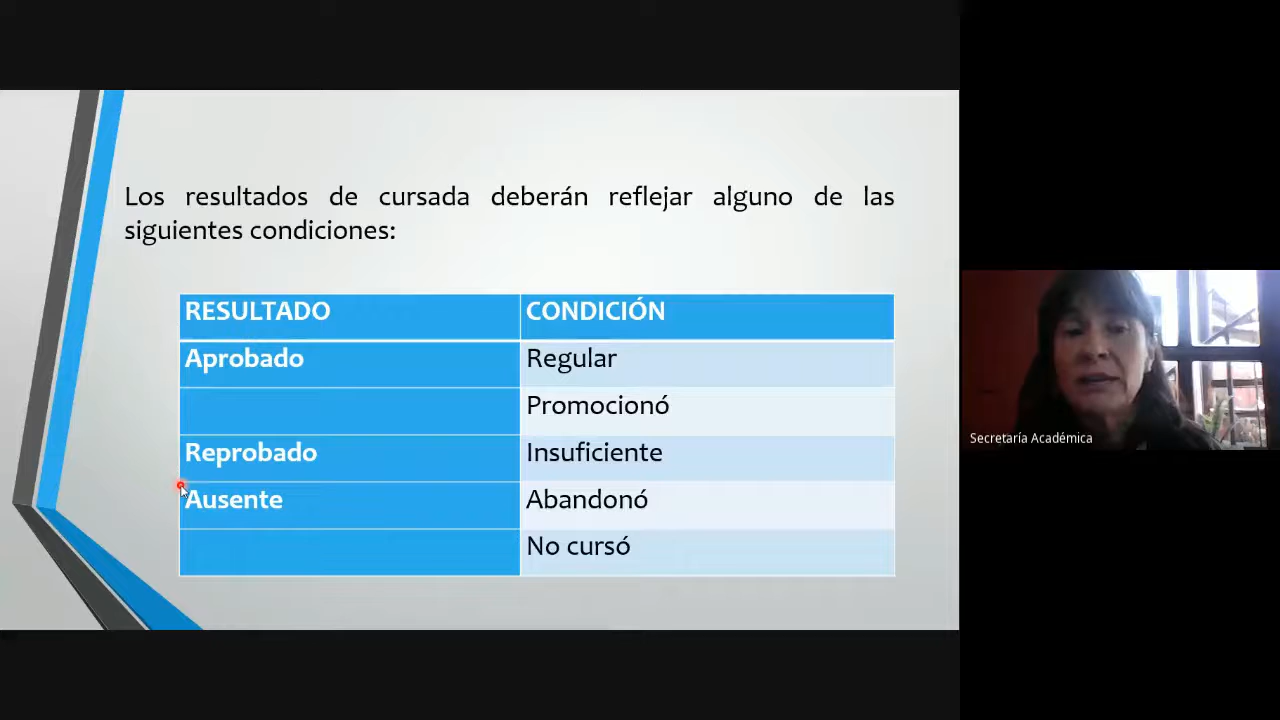 Los resultados de cursada deberán reflejar alguno de las
siguientes condiciones:
RESULTADO CONDICIÓN
Aprobado Regular
Promocionó
Reprobado Insuficiente
Ausente Abandonó
No cursó
Secretaría Académica